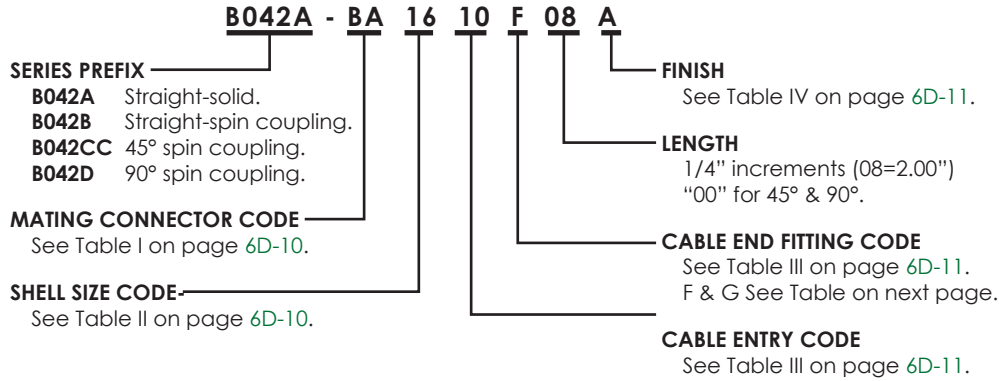 B042A - BA 16 10 F 08 A
SERIES PREFIX
B042A Straight-solid.
B042B Straight-spin coupling.
B042CC 45° spin coupling.
B042D 90° spin coupling.
MATING CONNECTOR CODE
See Table I on page 6D-10.
SHELL SIZE CODE-
See Table II on page 6D-10.
FINISH
See Table IV on page 6D-11.
LENGTH
1/4" increments (08=2.00")
"00" for 45° & 90°.
CABLE END FITTING CODE
See Table III on page 6D-11.
F & G See Table on next page.
CABLE ENTRY CODE
See Table III on page 6D-11.